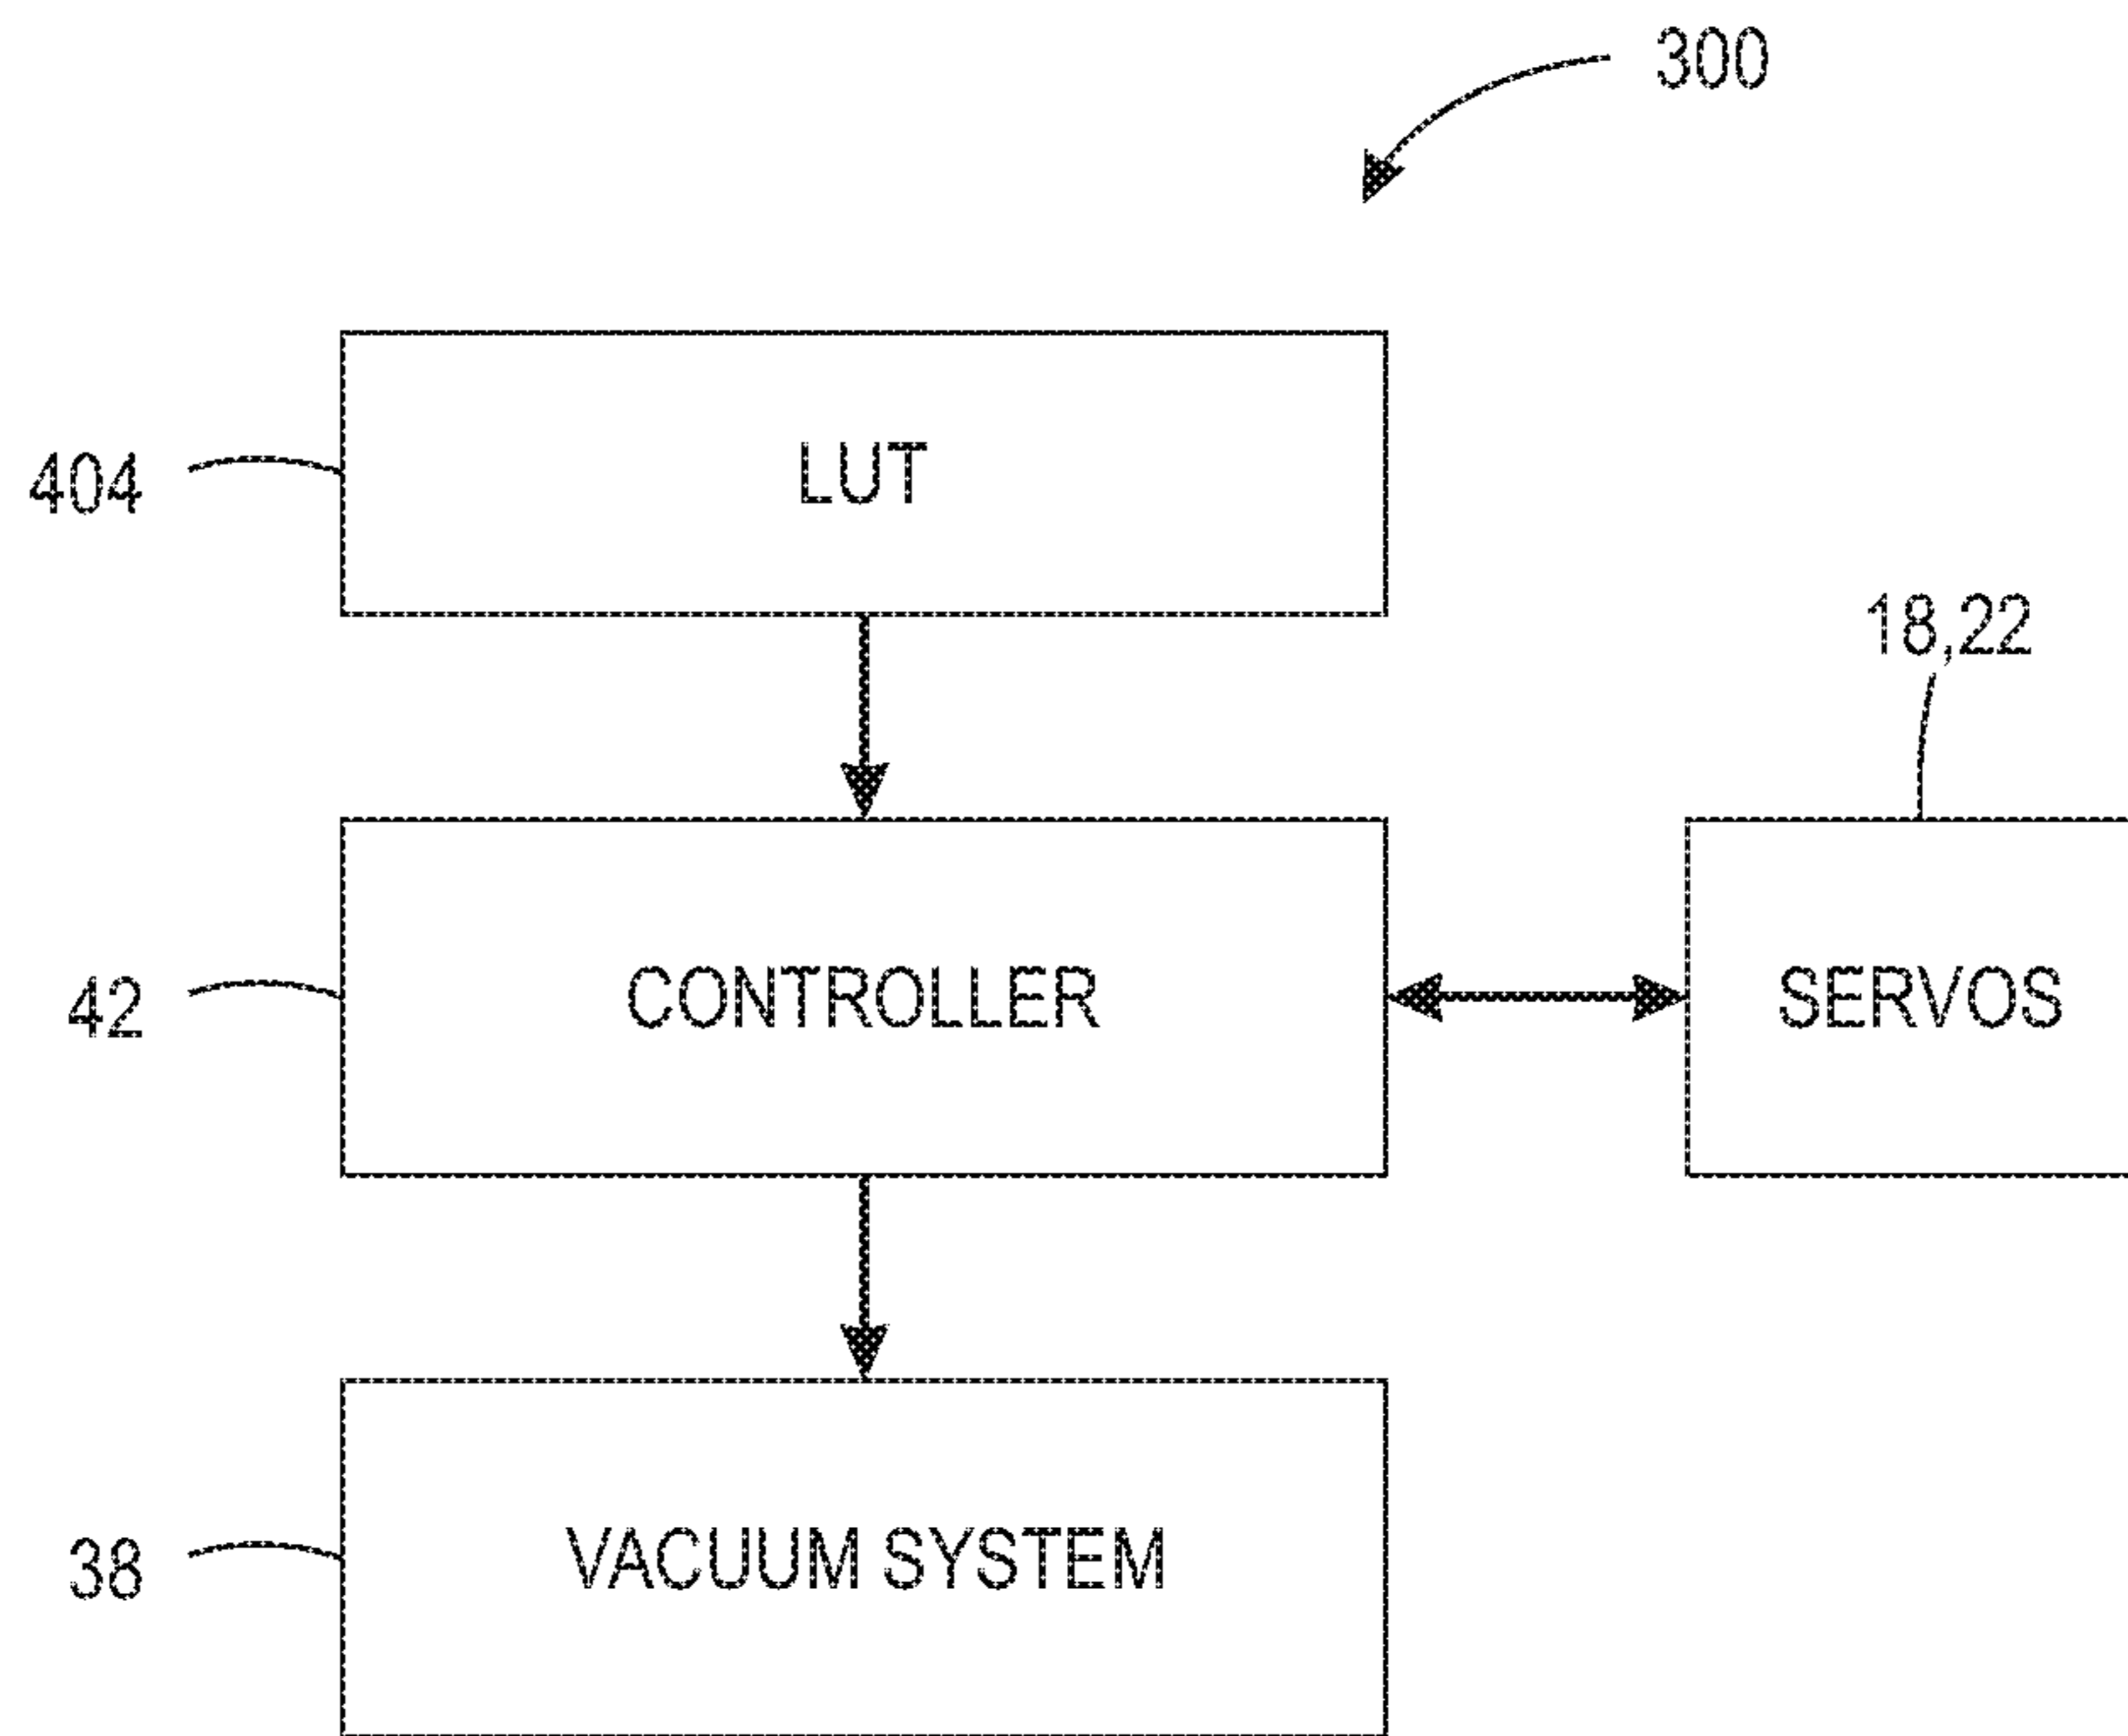 300
404
LUT
18,22
42
CONTROLLER
SERVOS
38
VACUUM SYSTEM